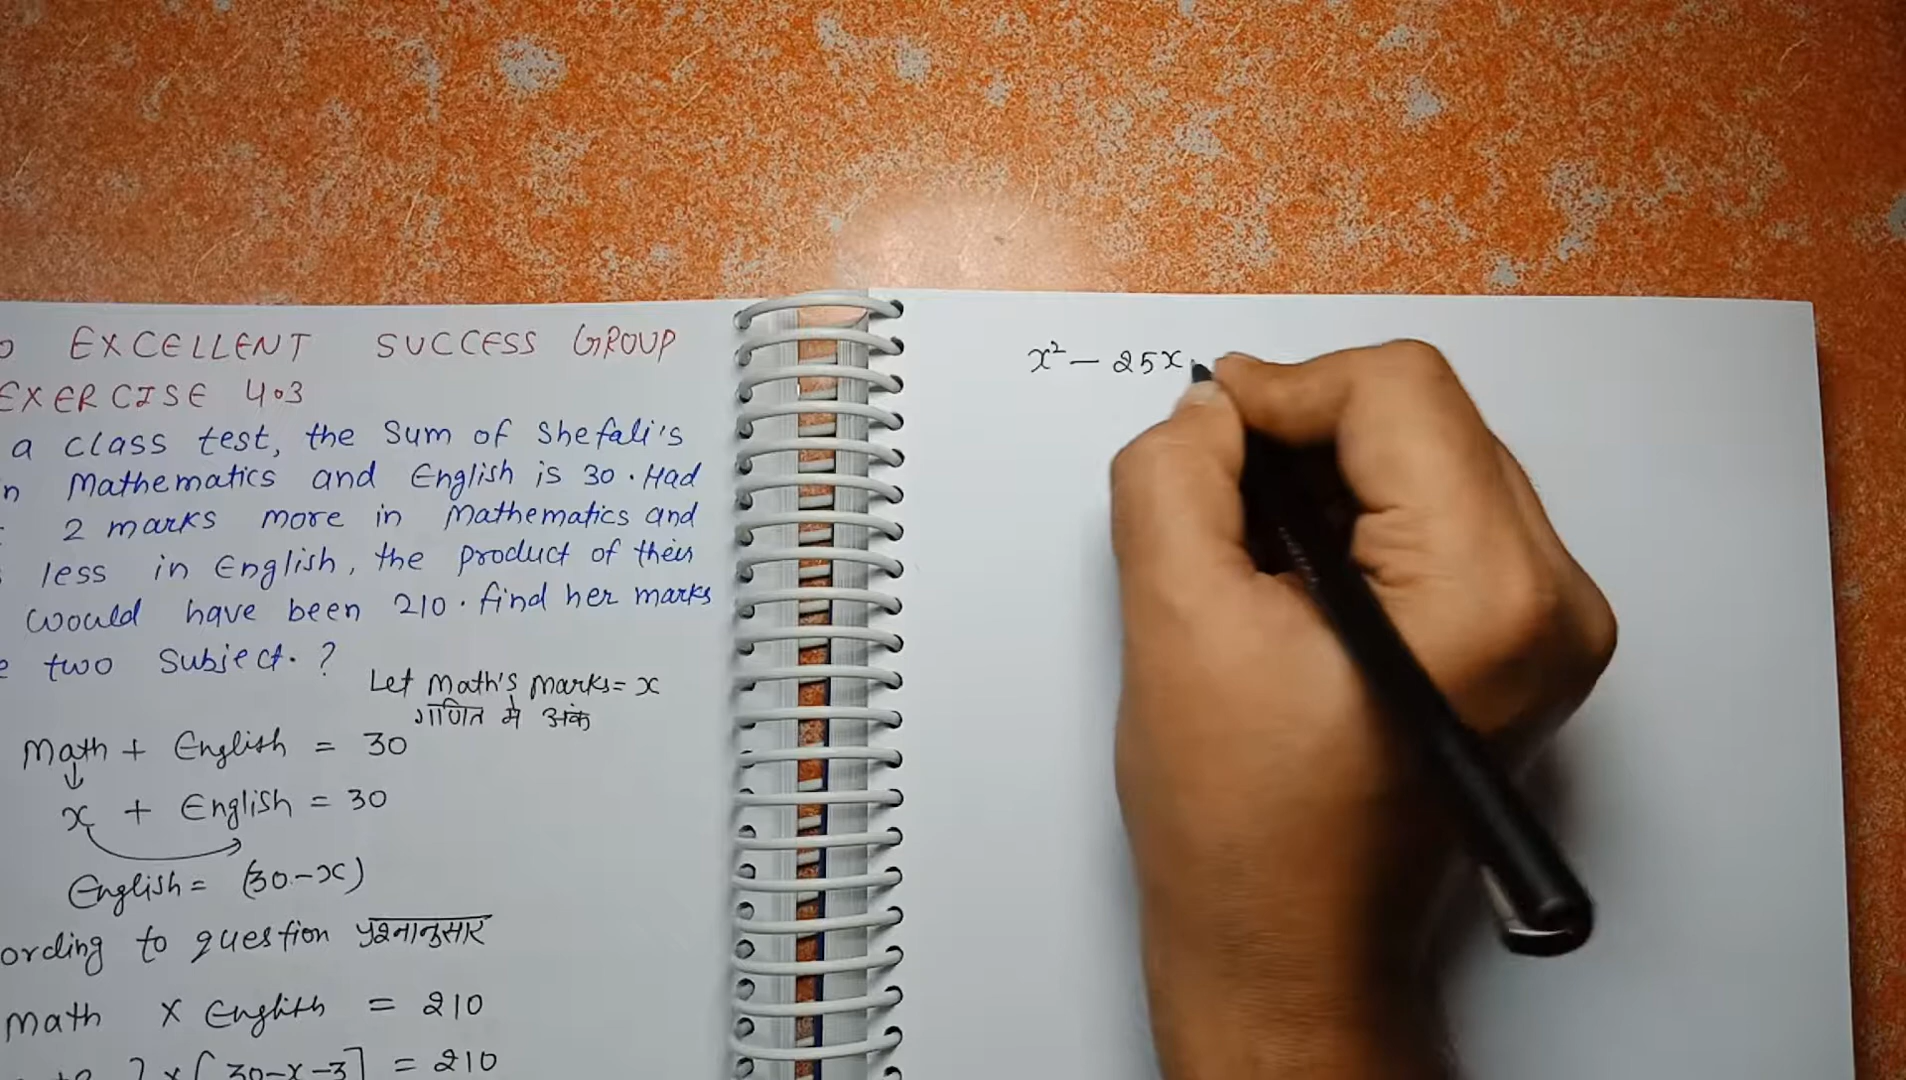 EXCELLENT SUCCESS GROUP
EXERCISE 4.3
a class test, the sum of Shefali's
Mathematics and English is 30. Had
2 marks more in Mathematics and
less in English, the product of their
would have been 210. find her marks
two Subject. ?
Let Math's marks = x
गणित मे अंक
Math + English = 30
x + English = 30
English = (30-x)
to question प्रश्नानुसार
Math × English = 210
] × [30-x-3] = 210
x² - 25x